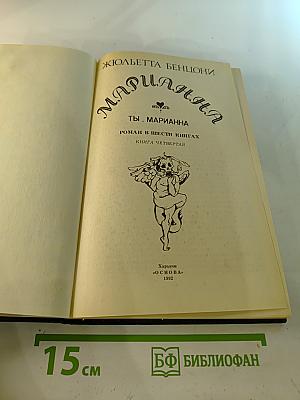 ЖЮЛЬЕТТА БЕНЦОНИ
МАРИАННА
ТЫ, МАРИАННА
РОМАН В ШЕСТИ КНИГАХ
КНИГА ЧЕТВЕРТАЯ
Харьков
«ОСНОВА»
1992
15 см
БФ БИБЛИОФАН